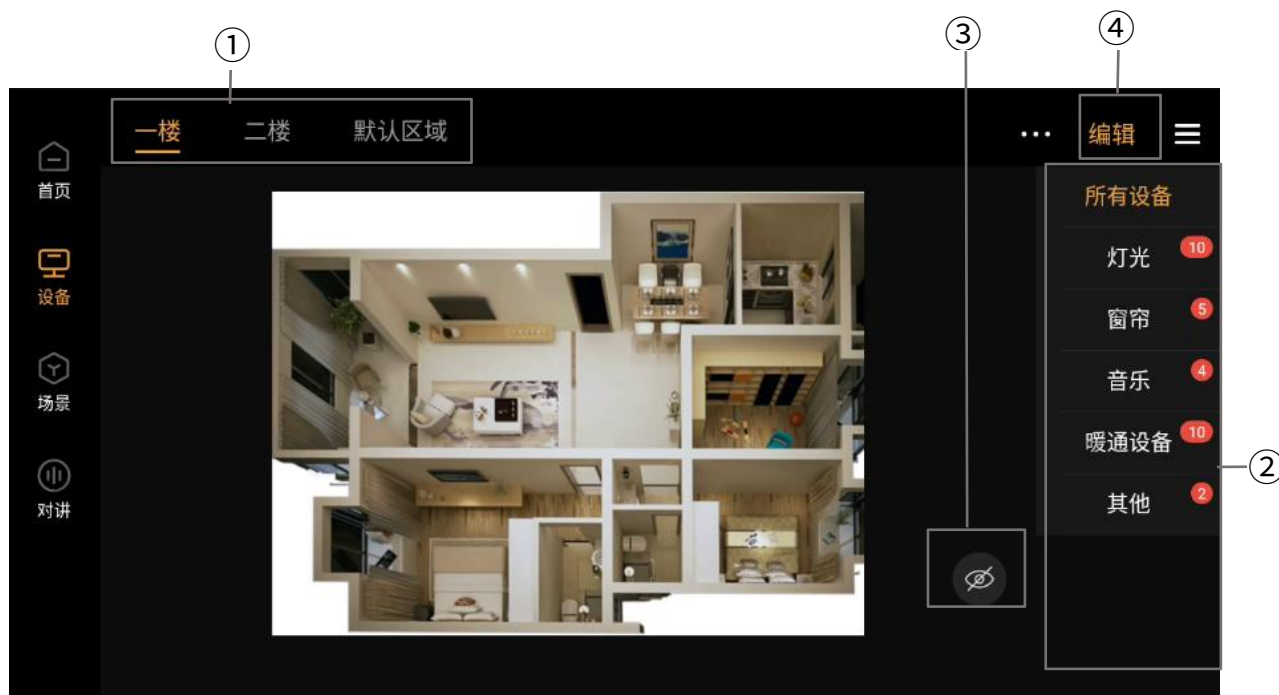 ①
③
④
一楼
二楼
默认区域
...
编辑
首页
设备
场景
对讲
所有设备
灯光 10
窗帘 5
音乐 4
暖通设备 10
其他 2
②